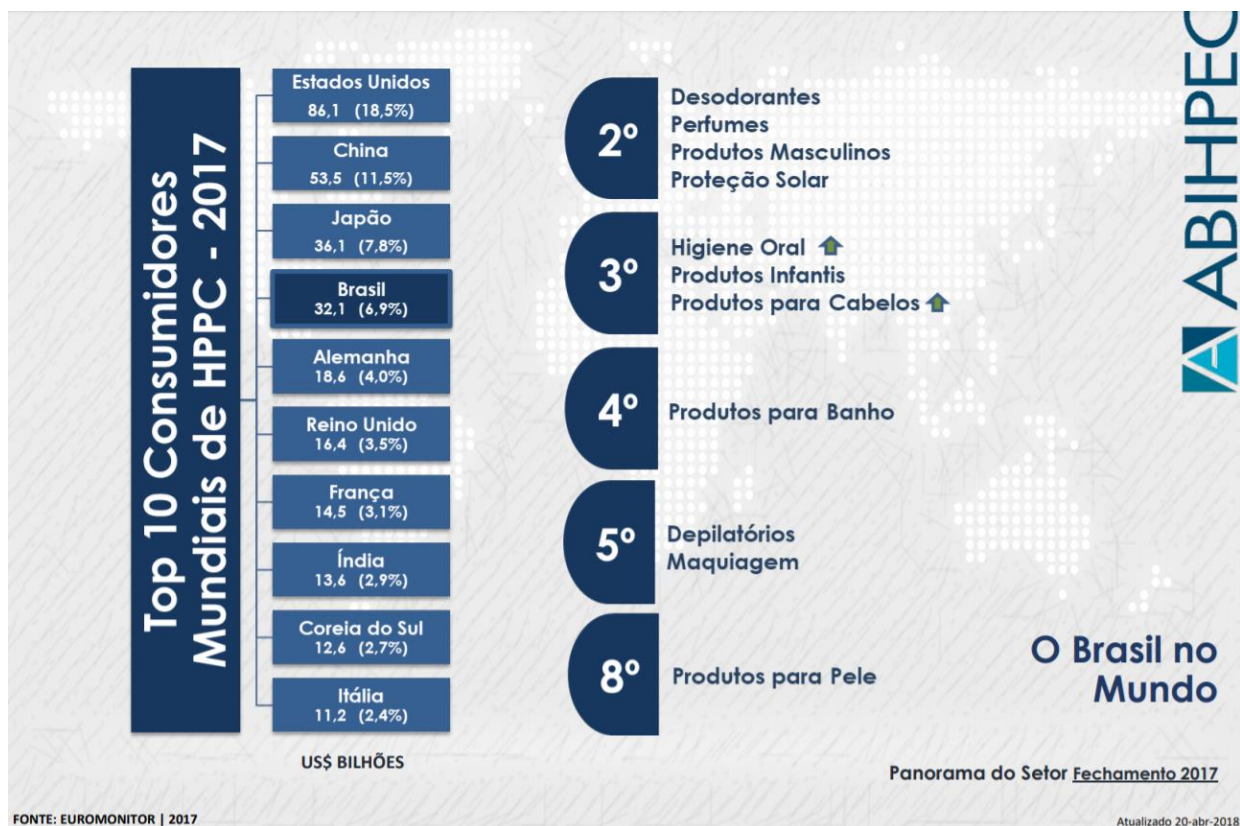 Top 10 Consumidores
Mundiais de HPPC - 2017
Estados Unidos
86,1 (18,5%)
China
53,5 (11,5%)
Japão
36,1 (7,8%)
Brasil
32,1 (6,9%)
Alemanha
18,6 (4,0%)
Reino Unido
16,4 (3,5%)
França
14,5 (3,1%)
Índia
13,6 (2,9%)
Coreia do Sul
12,6 (2,7%)
Itália
11,2 (2,4%)
US$ BILHÕES
2º
Desodorantes
Perfumes
Produtos Masculinos
Proteção Solar
3º
Higiene Oral
Produtos Infantis
Produtos para Cabelos
4º
Produtos para Banho
5º
Depilatórios
Maquiagem
8º
Produtos para Pele
ABIHPEC
O Brasil no
Mundo
Panorama do Setor Fechamento 2017
FONTE: EUROMONITOR | 2017
Atualizado 20-abr-2018